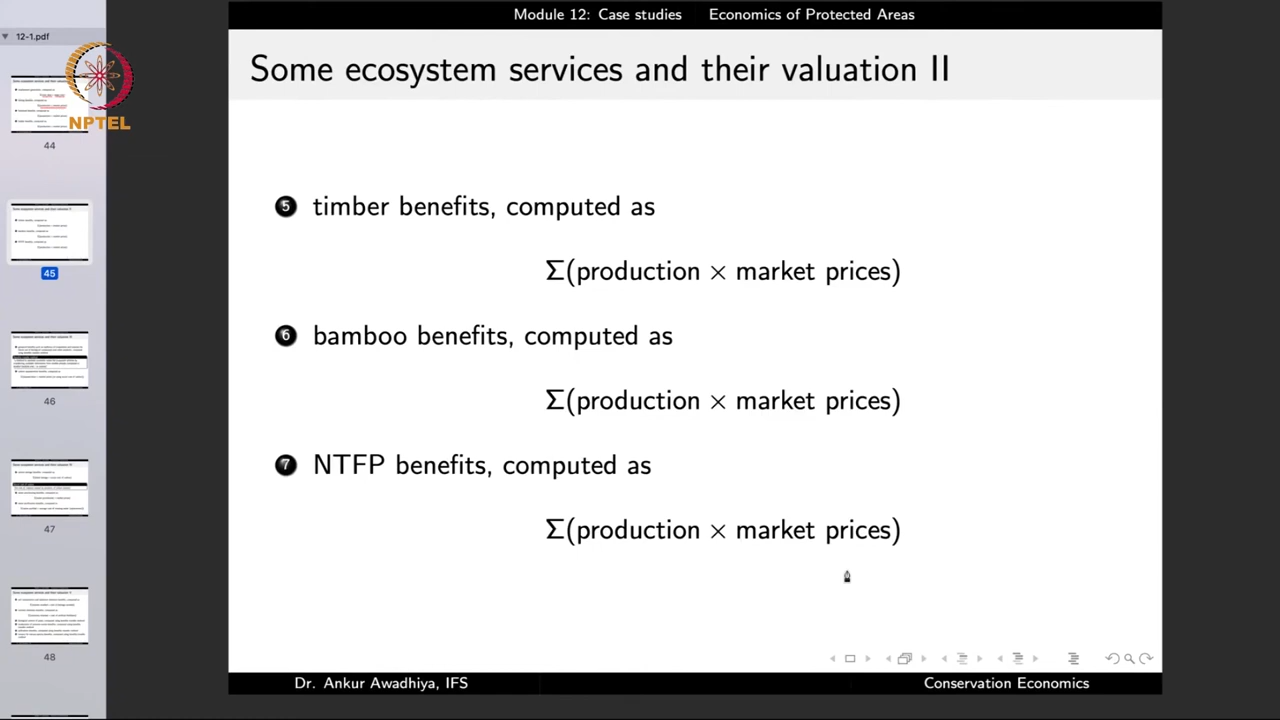 Module 12: Case studies Economics of Protected Areas
12-1.pdf
NPTEL
Some ecosystem services and their valuation II
5 timber benefits, computed as
Σ(production × market prices)
6 bamboo benefits, computed as
Σ(production × market prices)
7 NTFP benefits, computed as
Σ(production × market prices)
44
45
46
47
48
Dr. Ankur Awadhiya, IFS Conservation Economics